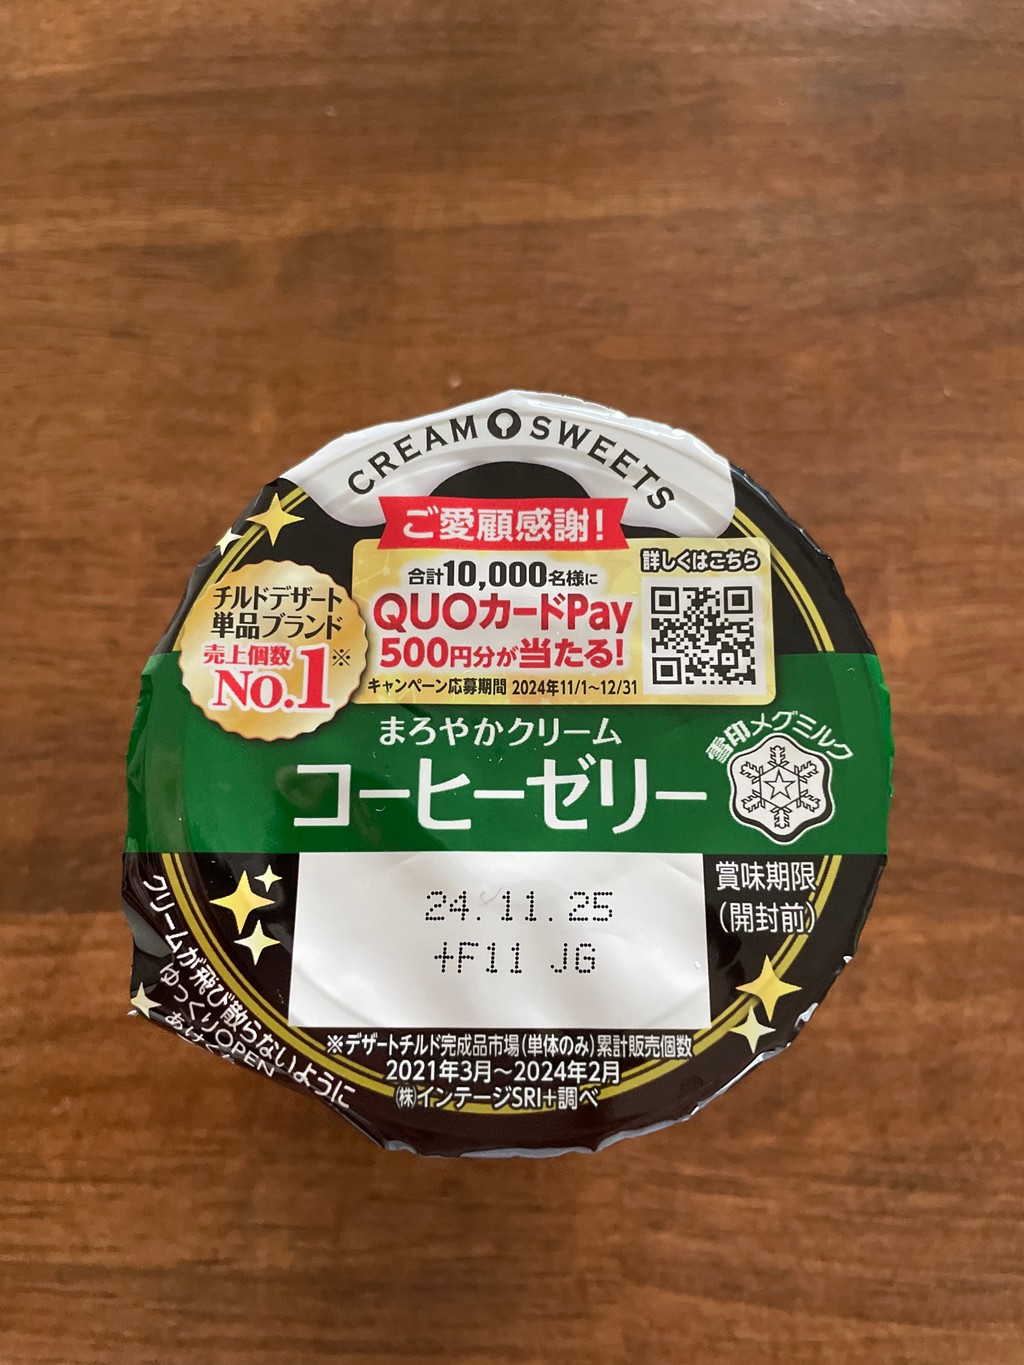 CREAM SWEETS
ご愛顧感謝!
合計10,000名様に
QUOカードPay
500円分が当たる!
キャンペーン応募期間 2024年11/1~12/31
詳しくはこちら
チルドデザート
単品ブランド
売上個数
No.1※
まろやかクリーム
コーヒーゼリー
雪印メグミルク
24.11.25
+F11 JG
賞味期限
(開封前)
クリームが飛び散らないように
ゆっくりOPEN
※デザートチルド完成品市場(単体のみ)累計販売個数
2021年3月~2024年2月
㈱インテージSRI+調べ